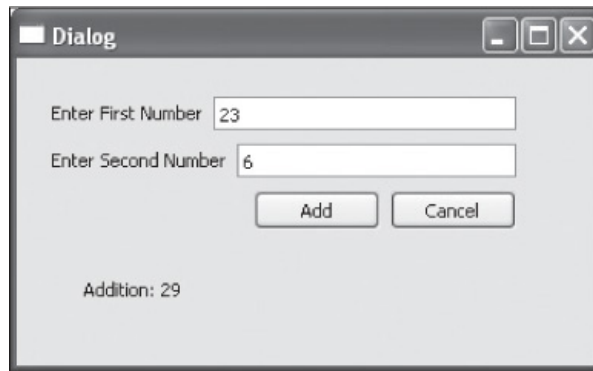 Dialog
Enter First Number 23
Enter Second Number 6
Add Cancel
Addition: 29